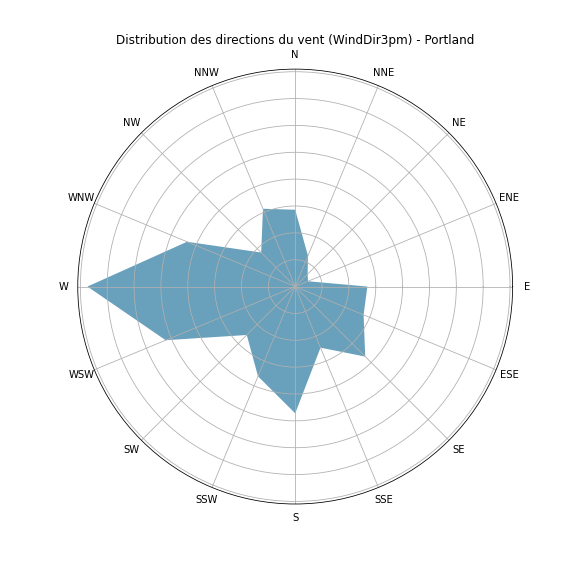 Distribution des directions du vent (WindDir3pm) - Portland
N
NNW
NNE
NW
NE
WNW
ENE
W
E
WSW
ESE
SW
SE
SSW
SSE
S